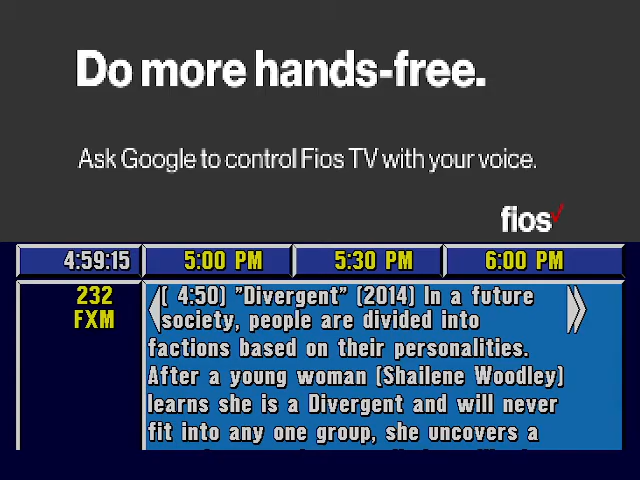 Do more hands-free.
Ask Google to control Fios TV with your voice.
fios✓
4:59:15 5:00 PM 5:30 PM 6:00 PM
232
FXM
( 4:50) "Divergent" (2014) In a future
society, people are divided into
factions based on their personalities.
After a young woman (Shailene Woodley)
learns she is a Divergent and will never
fit into any one group, she uncovers a